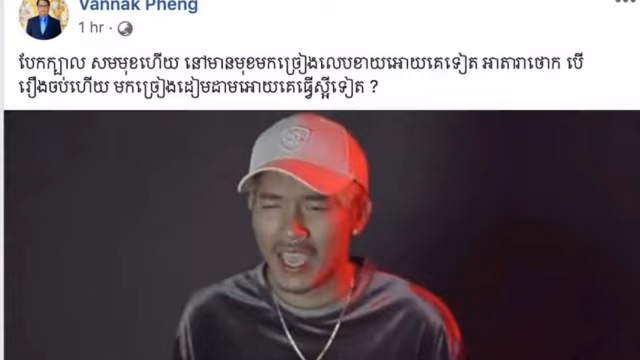 Vannak Pheng
1 hr ·
បែកក្បាល សមមុខហើយ នៅមានមុខមកច្រៀងលេបខាយអោយគេទៀត អាតារាថោក បើ
រឿងចប់ហើយ មកច្រៀងដៀមដាមអោយគេធ្វើស្អីទៀត ?